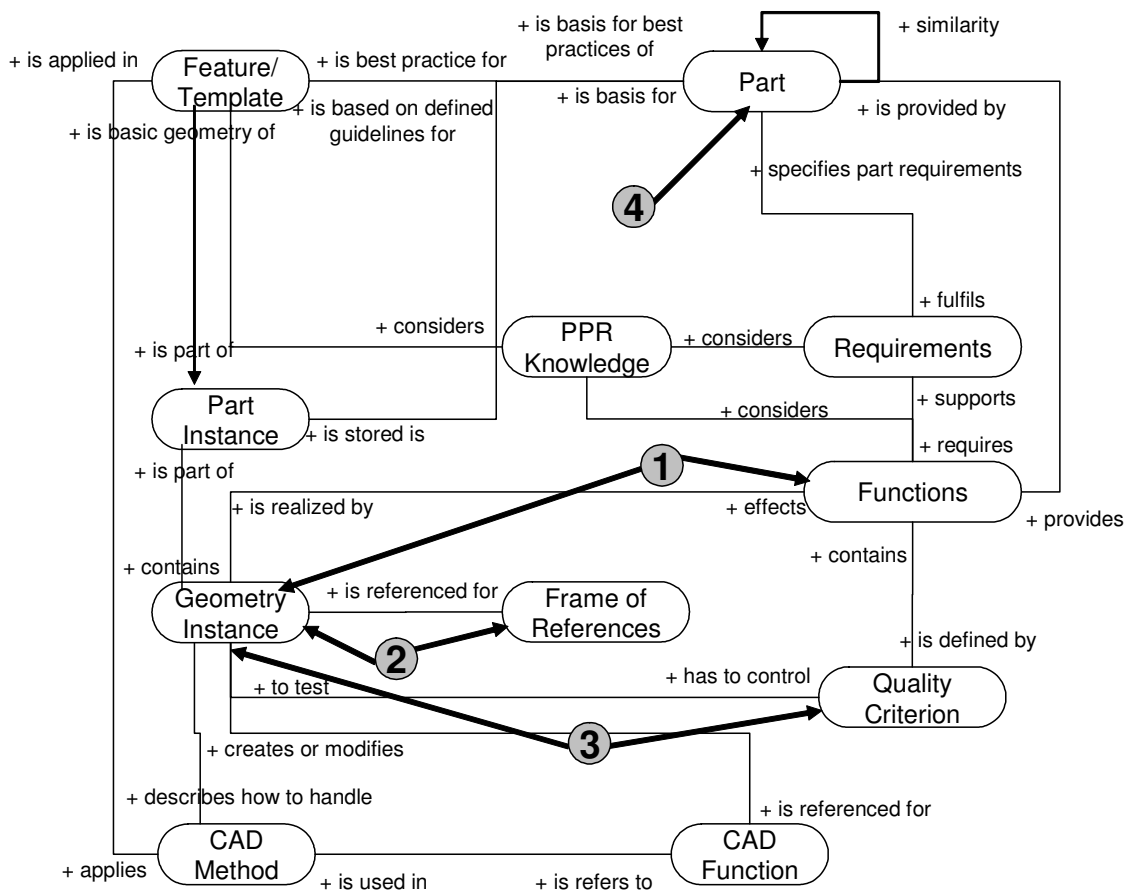 + is basis for best
practices of
+ similarity
+ is applied in
Feature/
Template
+ is best practice for
Part
+ is basis for
+ is based on defined
guidelines for
+ is provided by
+ is basic geometry of
+ specifies part requirements
4
+ fulfils
+ considers
PPR
Knowledge
+ considers
Requirements
+ is part of
Part
Instance
+ is stored is
+ considers
+ supports
+ requires
+ is part of
1
Functions
+ is realized by
+ effects
+ provides
+ contains
+ contains
Geometry
Instance
+ is referenced for
Frame of
References
2
+ is defined by
+ to test
+ has to control
Quality
Criterion
3
+ creates or modifies
+ describes how to handle
+ is referenced for
CAD
Method
CAD
Function
+ applies
+ is used in
+ is refers to